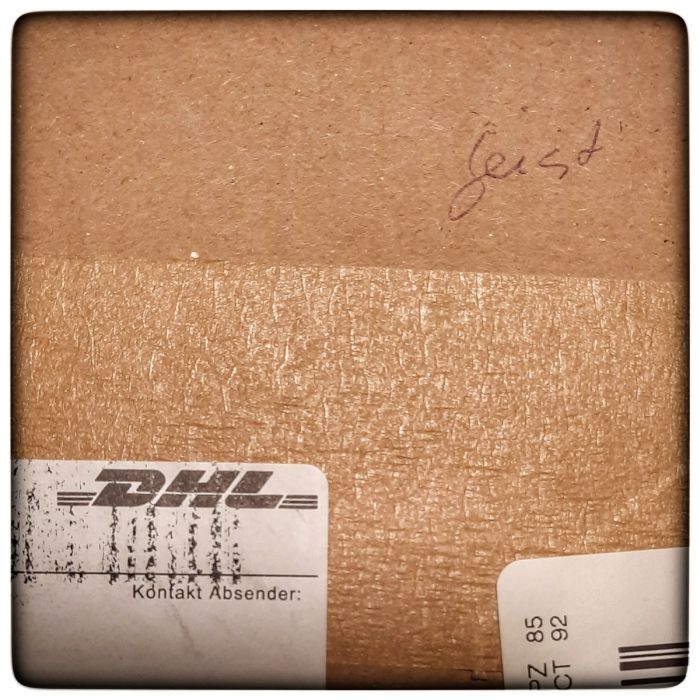 Geist
DHL
Kontakt Absender:
PZ 85
CT 92